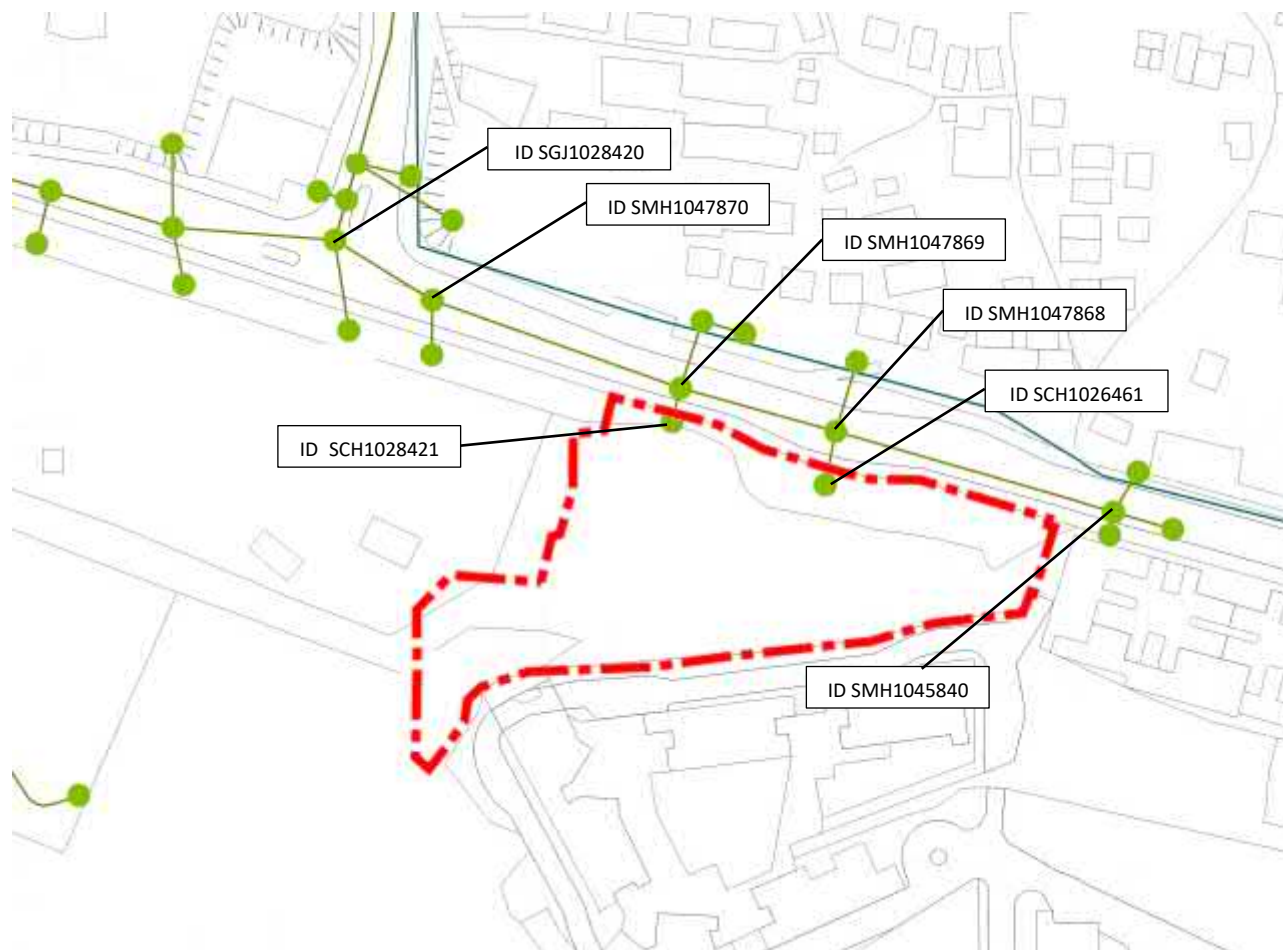 ID SGJ1028420
ID SMH1047870
ID SMH1047869
ID SMH1047868
ID SCH1026461
ID SCH1028421
ID SMH1045840